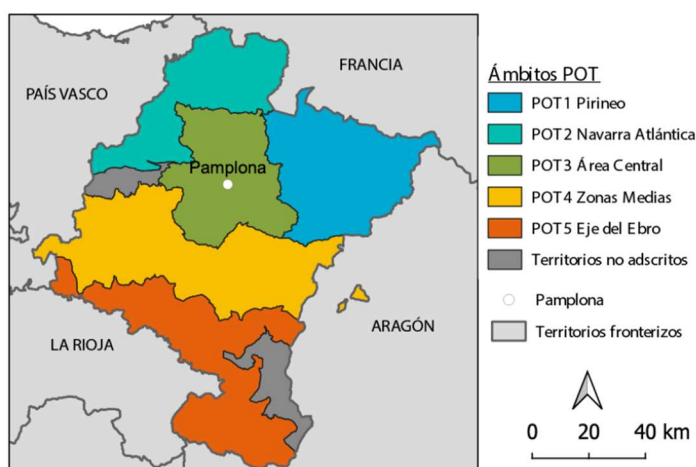 FRANCIA
PAÍS VASCO
Pamplona
LA RIOJA
ARAGÓN
Ámbitos POT
POT1 Pirineo
POT2 Navarra Atlántica
POT3 Área Central
POT4 Zonas Medias
POT5 Eje del Ebro
Territorios no adscritos
Pamplona
Territorios fronterizos
0 20 40 km